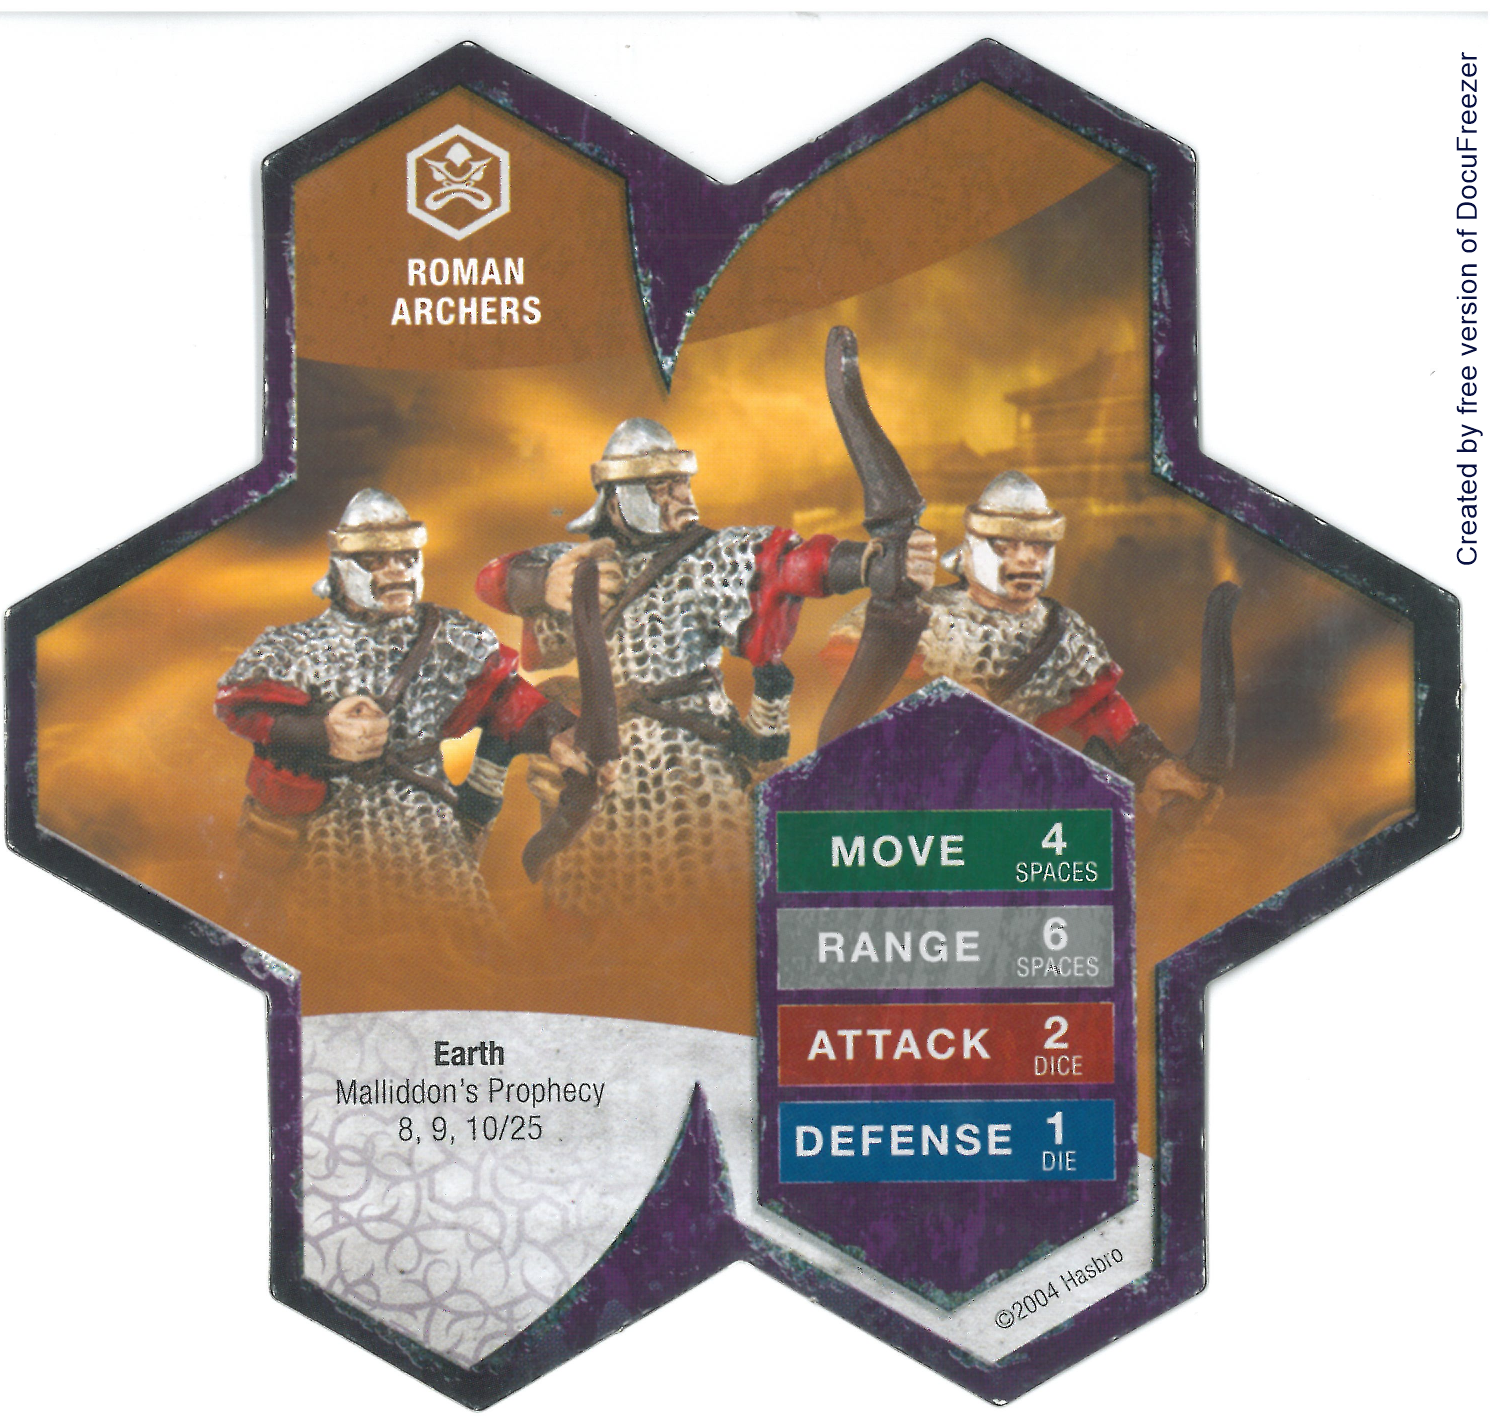 ROMAN
ARCHERS
MOVE 4
SPACES
RANGE 6
SPACES
ATTACK 2
DICE
DEFENSE 1
DIE
Earth
Malliddon's Prophecy
8, 9, 10/25
©2004 Hasbro
Created by free version of DocuFreezer